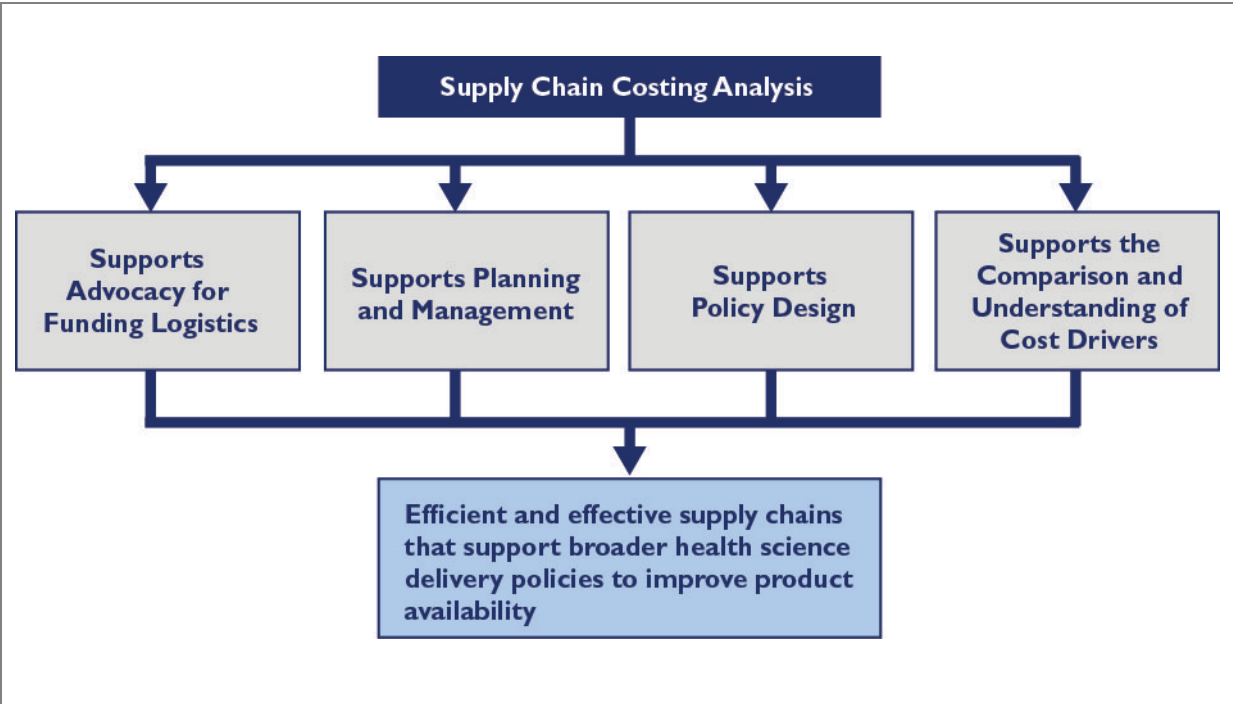 Supply Chain Costing Analysis
Supports
Advocacy for
Funding Logistics
Supports Planning
and Management
Supports
Policy Design
Supports the
Comparison and
Understanding of
Cost Drivers
Efficient and effective supply chains
that support broader health science
delivery policies to improve product
availability